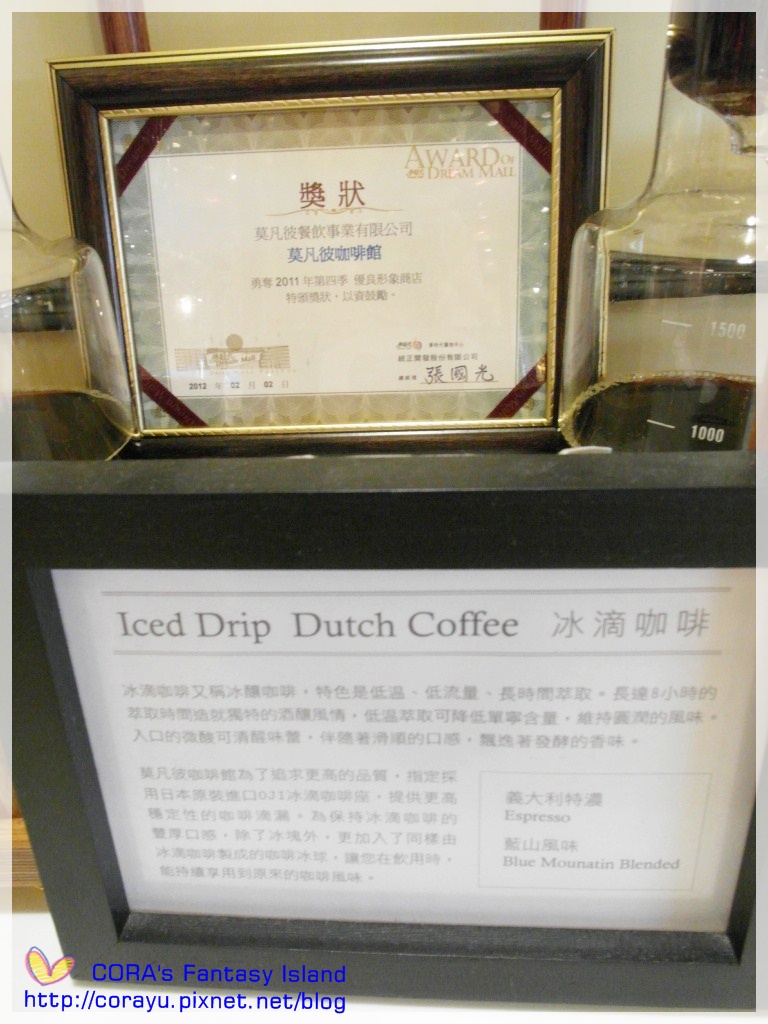 AWARD OF
DREAM MALL
獎狀
莫凡彼餐飲事業有限公司
莫凡彼咖啡館
勇奪2011年第四季 優良形象商店
特頒獎狀，以資鼓勵。
統正開發股份有限公司
張國光
2012 年 02 月 02 日
1500
1000
Iced Drip Dutch Coffee 冰滴咖啡
冰滴咖啡又稱冰釀咖啡，特色是低温、低流量、長時間萃取。長達8小時的
萃取時間造就獨特的酒釀風情，低温萃取可降低單寧含量，維持圓潤的風味。
入口的微酸可清醒味蕾，伴隨著滑順的口感，飄逸著發酵的香味。
莫凡彼咖啡館為了追求更高的品質，指定採
用日本原裝進口OJI冰滴咖啡座，提供更高
穩定性的咖啡滴漏。為保持冰滴咖啡的
豐厚口感，除了冰塊外，更加入了同樣由
冰滴咖啡製成的咖啡冰球，讓您在飲用時，
能持續享用到原來的咖啡風味。
義大利特濃
Espresso
藍山風味
Blue Mounatin Blended
CORA's Fantasy Island
http://corayu.pixnet.net/blog